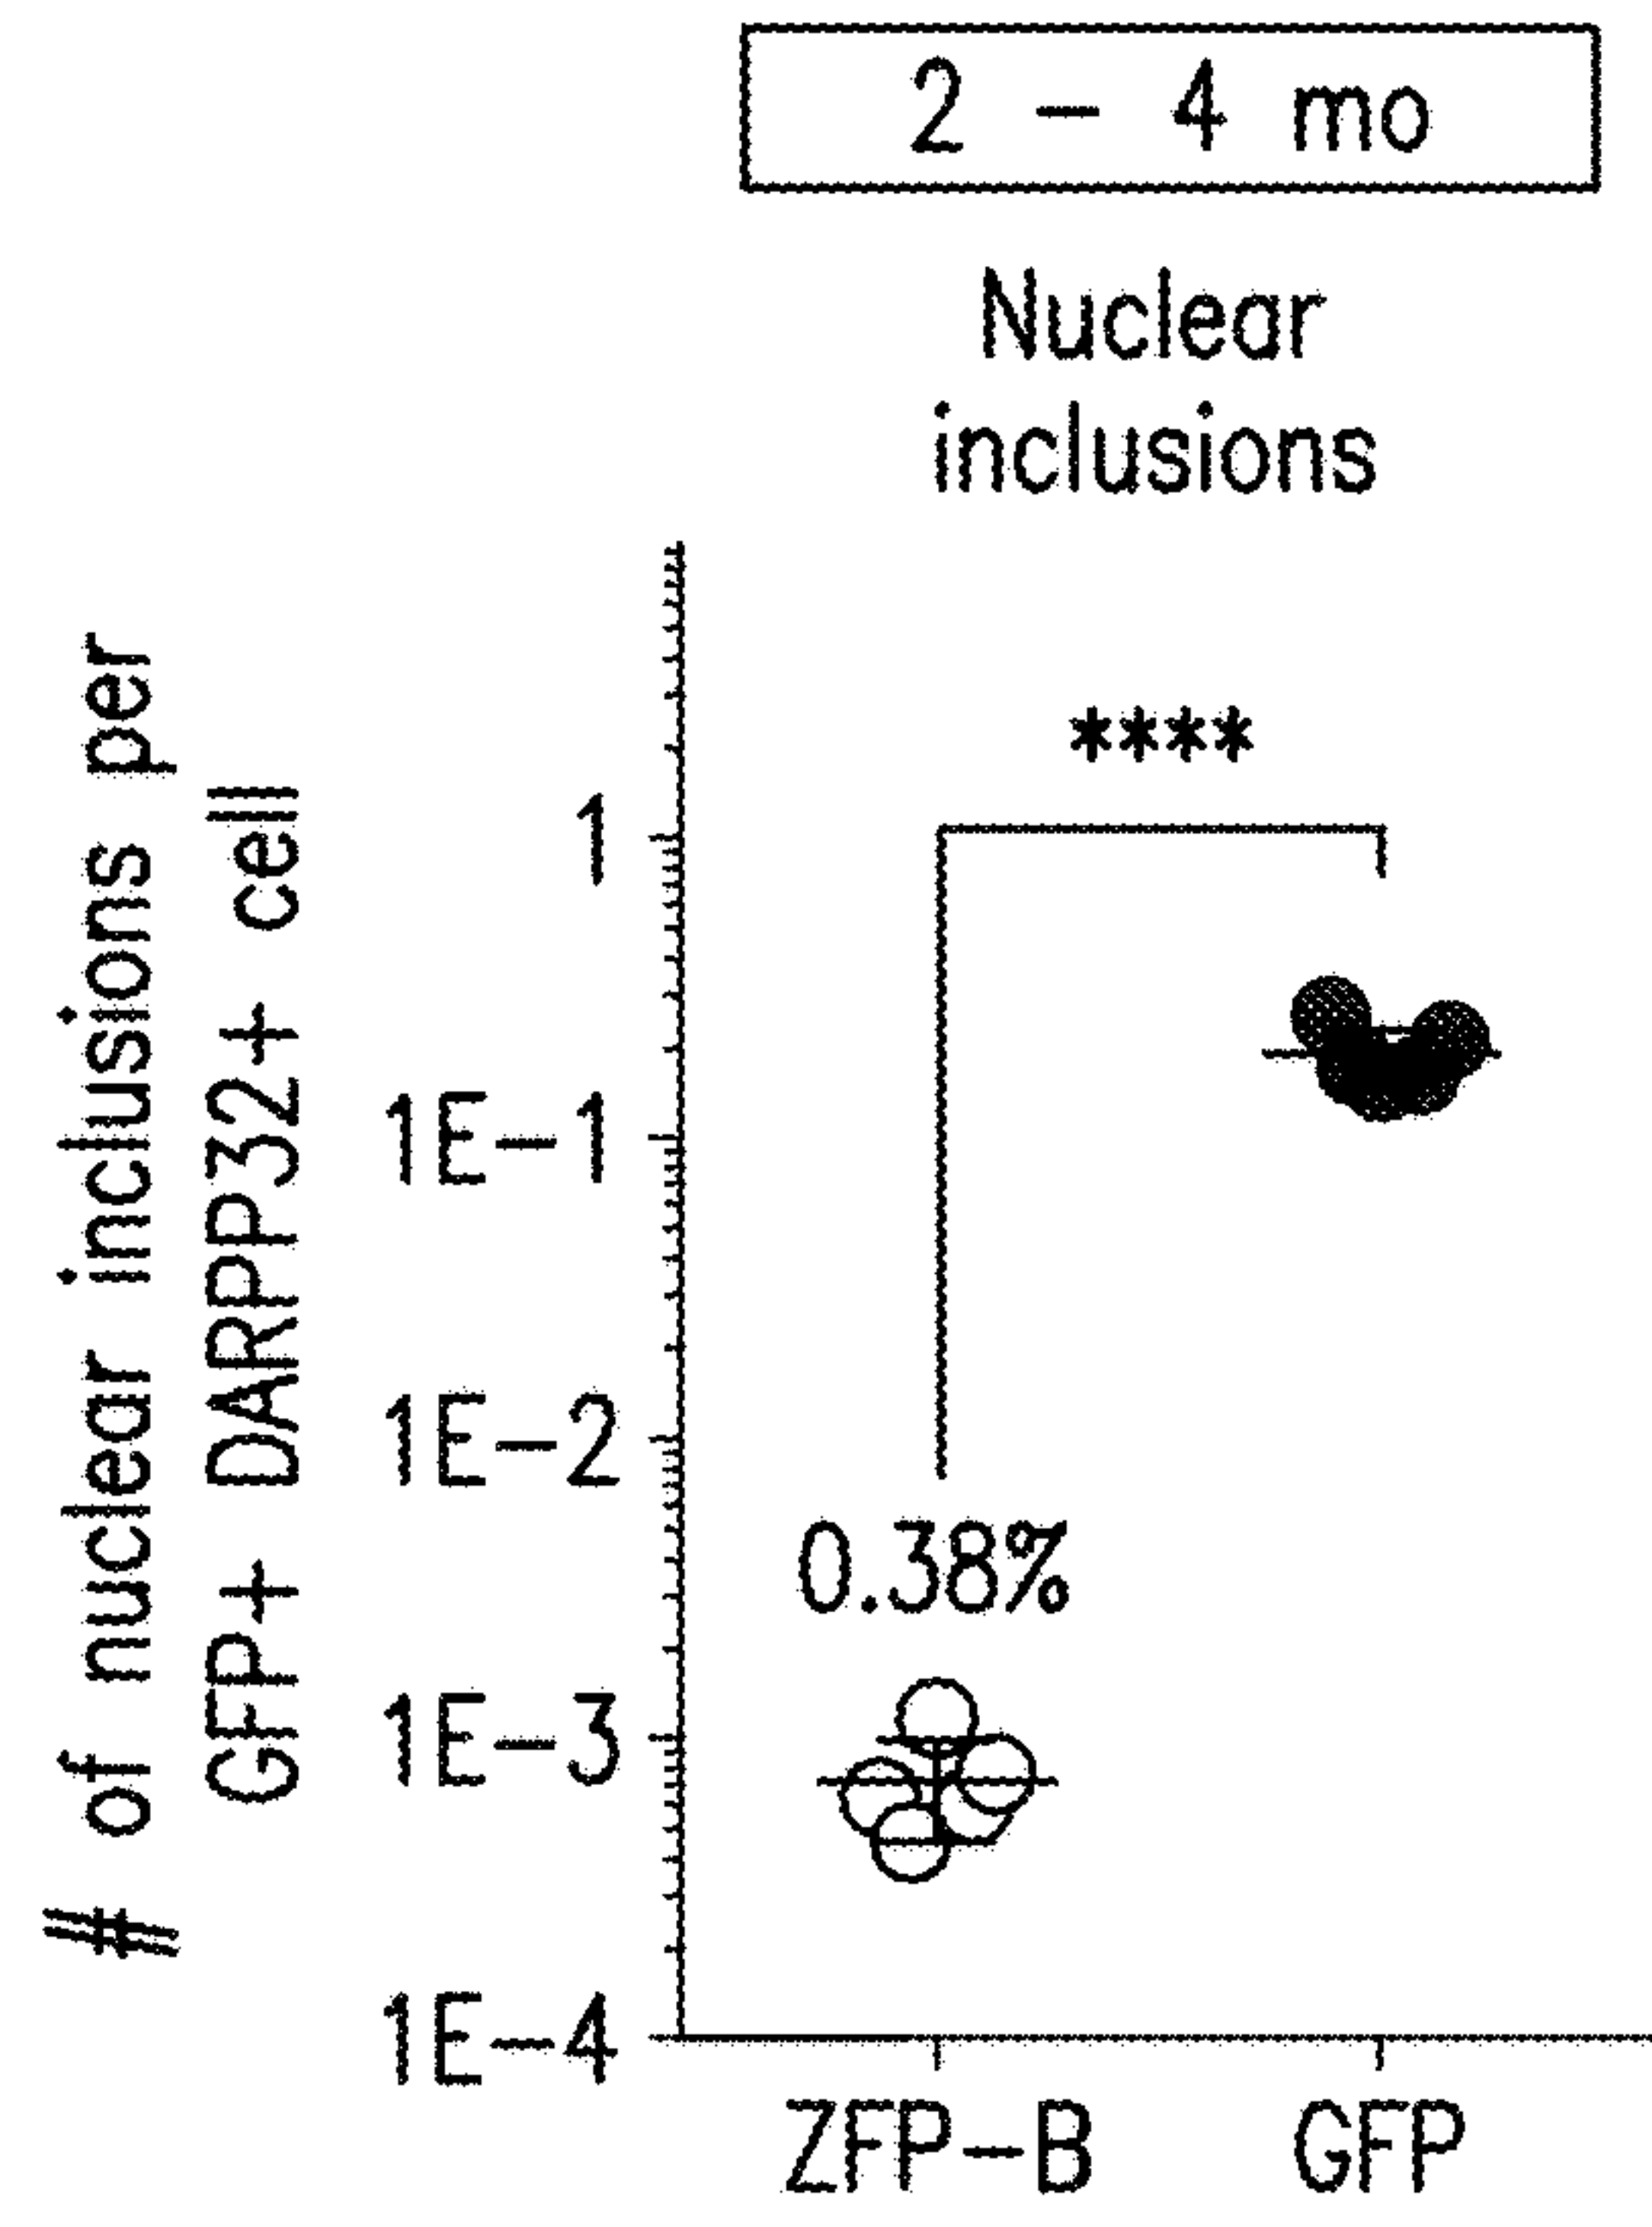 2 - 4 mo
Nuclear
inclusions
# of nuclear inclusions per
GFP+ DARPP32+ cell
****
1
1E-1
1E-2
0.38%
1E-3
1E-4
ZFP-B GFP